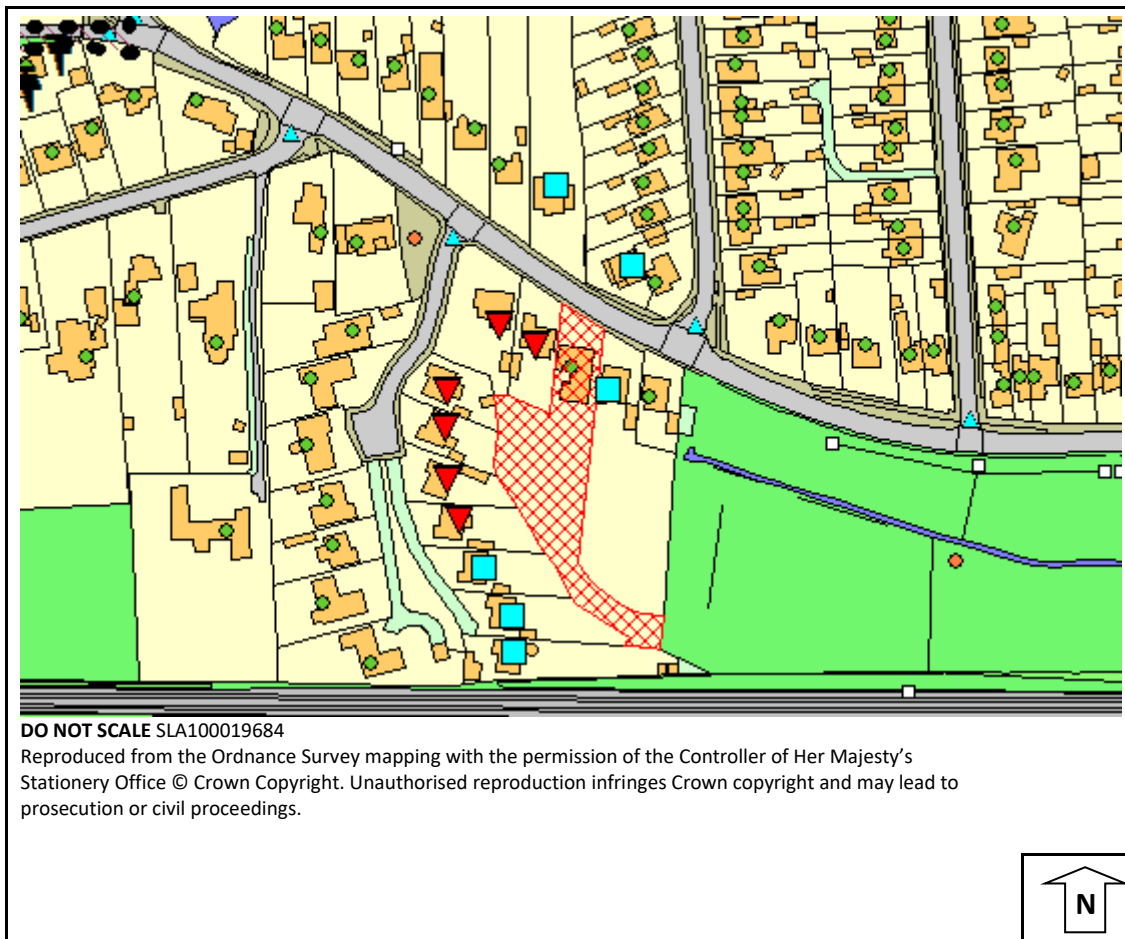 DO NOT SCALE SLA100019684
Reproduced from the Ordnance Survey mapping with the permission of the Controller of Her Majesty's
Stationery Office © Crown Copyright. Unauthorised reproduction infringes Crown copyright and may lead to
prosecution or civil proceedings.
N